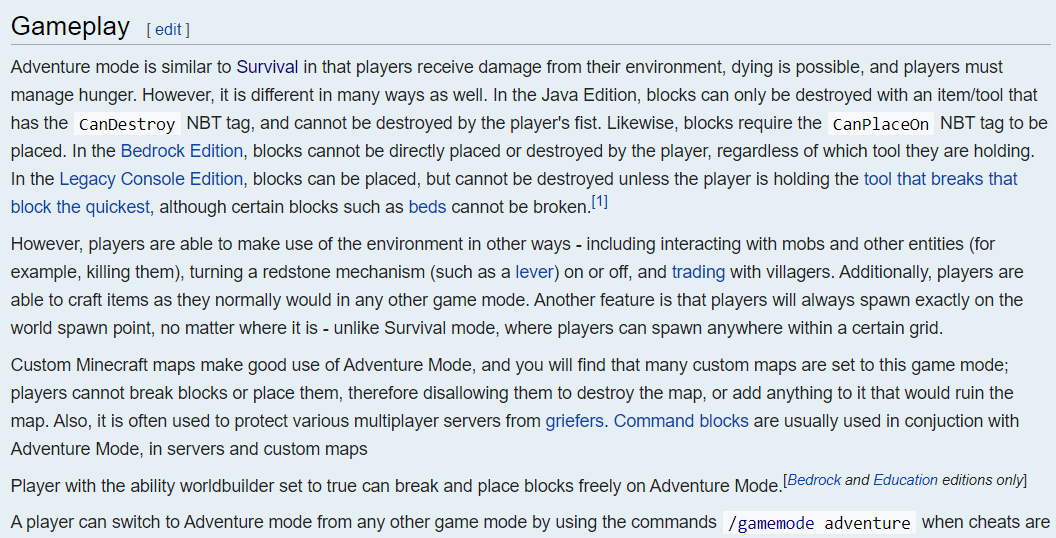 Gameplay [ edit ]
Adventure mode is similar to Survival in that players receive damage from their environment, dying is possible, and players must
manage hunger. However, it is different in many ways as well. In the Java Edition, blocks can only be destroyed with an item/tool that
has the CanDestroy NBT tag, and cannot be destroyed by the player's fist. Likewise, blocks require the CanPlaceOn NBT tag to be
placed. In the Bedrock Edition, blocks cannot be directly placed or destroyed by the player, regardless of which tool they are holding.
In the Legacy Console Edition, blocks can be placed, but cannot be destroyed unless the player is holding the tool that breaks that
block the quickest, although certain blocks such as beds cannot be broken.[1]
However, players are able to make use of the environment in other ways - including interacting with mobs and other entities (for
example, killing them), turning a redstone mechanism (such as a lever) on or off, and trading with villagers. Additionally, players are
able to craft items as they normally would in any other game mode. Another feature is that players will always spawn exactly on the
world spawn point, no matter where it is - unlike Survival mode, where players can spawn anywhere within a certain grid.
Custom Minecraft maps make good use of Adventure Mode, and you will find that many custom maps are set to this game mode;
players cannot break blocks or place them, therefore disallowing them to destroy the map, or add anything to it that would ruin the
map. Also, it is often used to protect various multiplayer servers from griefers. Command blocks are usually used in conjuction with
Adventure Mode, in servers and custom maps
Player with the ability worldbuilder set to true can break and place blocks freely on Adventure Mode.[Bedrock and Education editions only]
A player can switch to Adventure mode from any other game mode by using the commands /gamemode adventure when cheats are